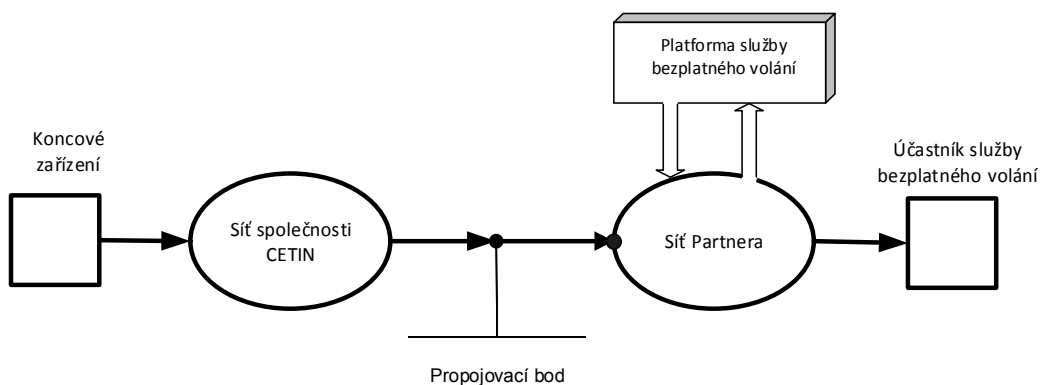 Platforma služby
bezplatného volání
Koncové
zařízení
Účastník služby
bezplatného volání
Síť společnosti
CETIN
Síť Partnera
Propojovací bod